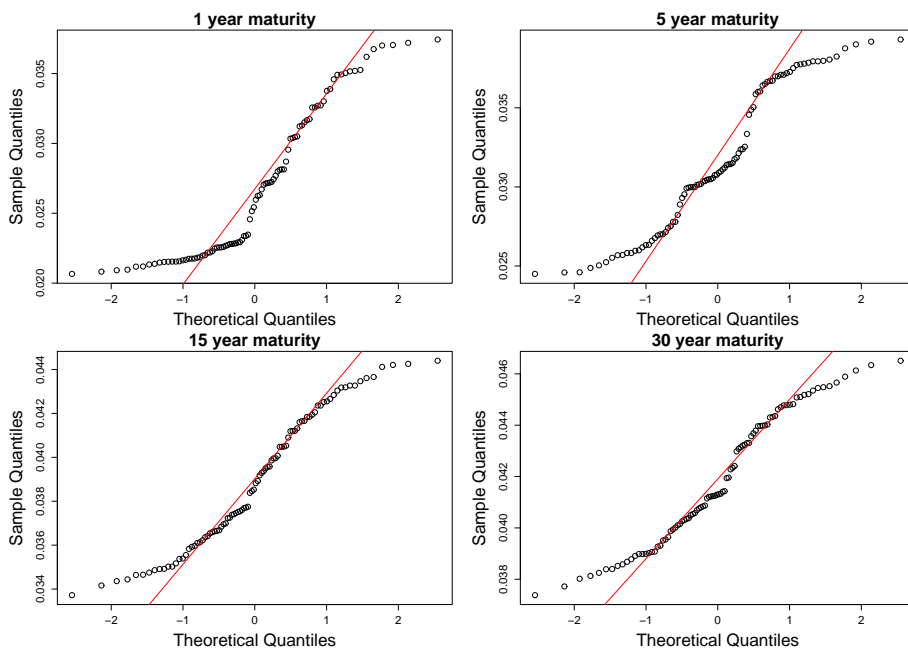 1 year maturity
Sample Quantiles
0.020 0.025 0.030 0.035
−2 −1 0 1 2
Theoretical Quantiles
5 year maturity
Sample Quantiles
0.025 0.030 0.035
−2 −1 0 1 2
Theoretical Quantiles
15 year maturity
Sample Quantiles
0.034 0.036 0.038 0.040 0.042 0.044
−2 −1 0 1 2
Theoretical Quantiles
30 year maturity
Sample Quantiles
0.038 0.040 0.042 0.044 0.046
−2 −1 0 1 2
Theoretical Quantiles